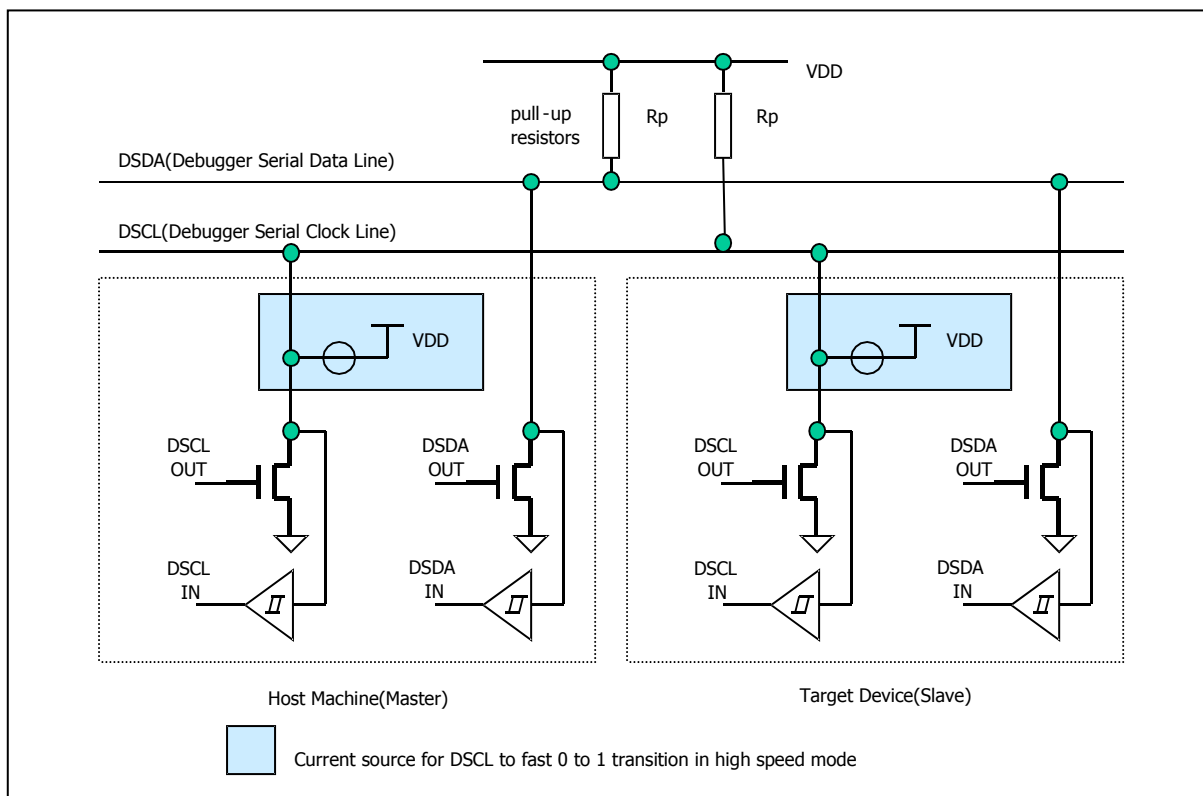 VDD
pull-up
resistors
Rp
Rp
DSDA(Debugger Serial Data Line)
DSCL(Debugger Serial Clock Line)
VDD
VDD
DSCL
OUT
DSDA
OUT
DSCL
OUT
DSDA
OUT
DSCL
IN
DSDA
IN
DSCL
IN
DSDA
IN
Host Machine(Master)
Target Device(Slave)
Current source for DSCL to fast 0 to 1 transition in high speed mode